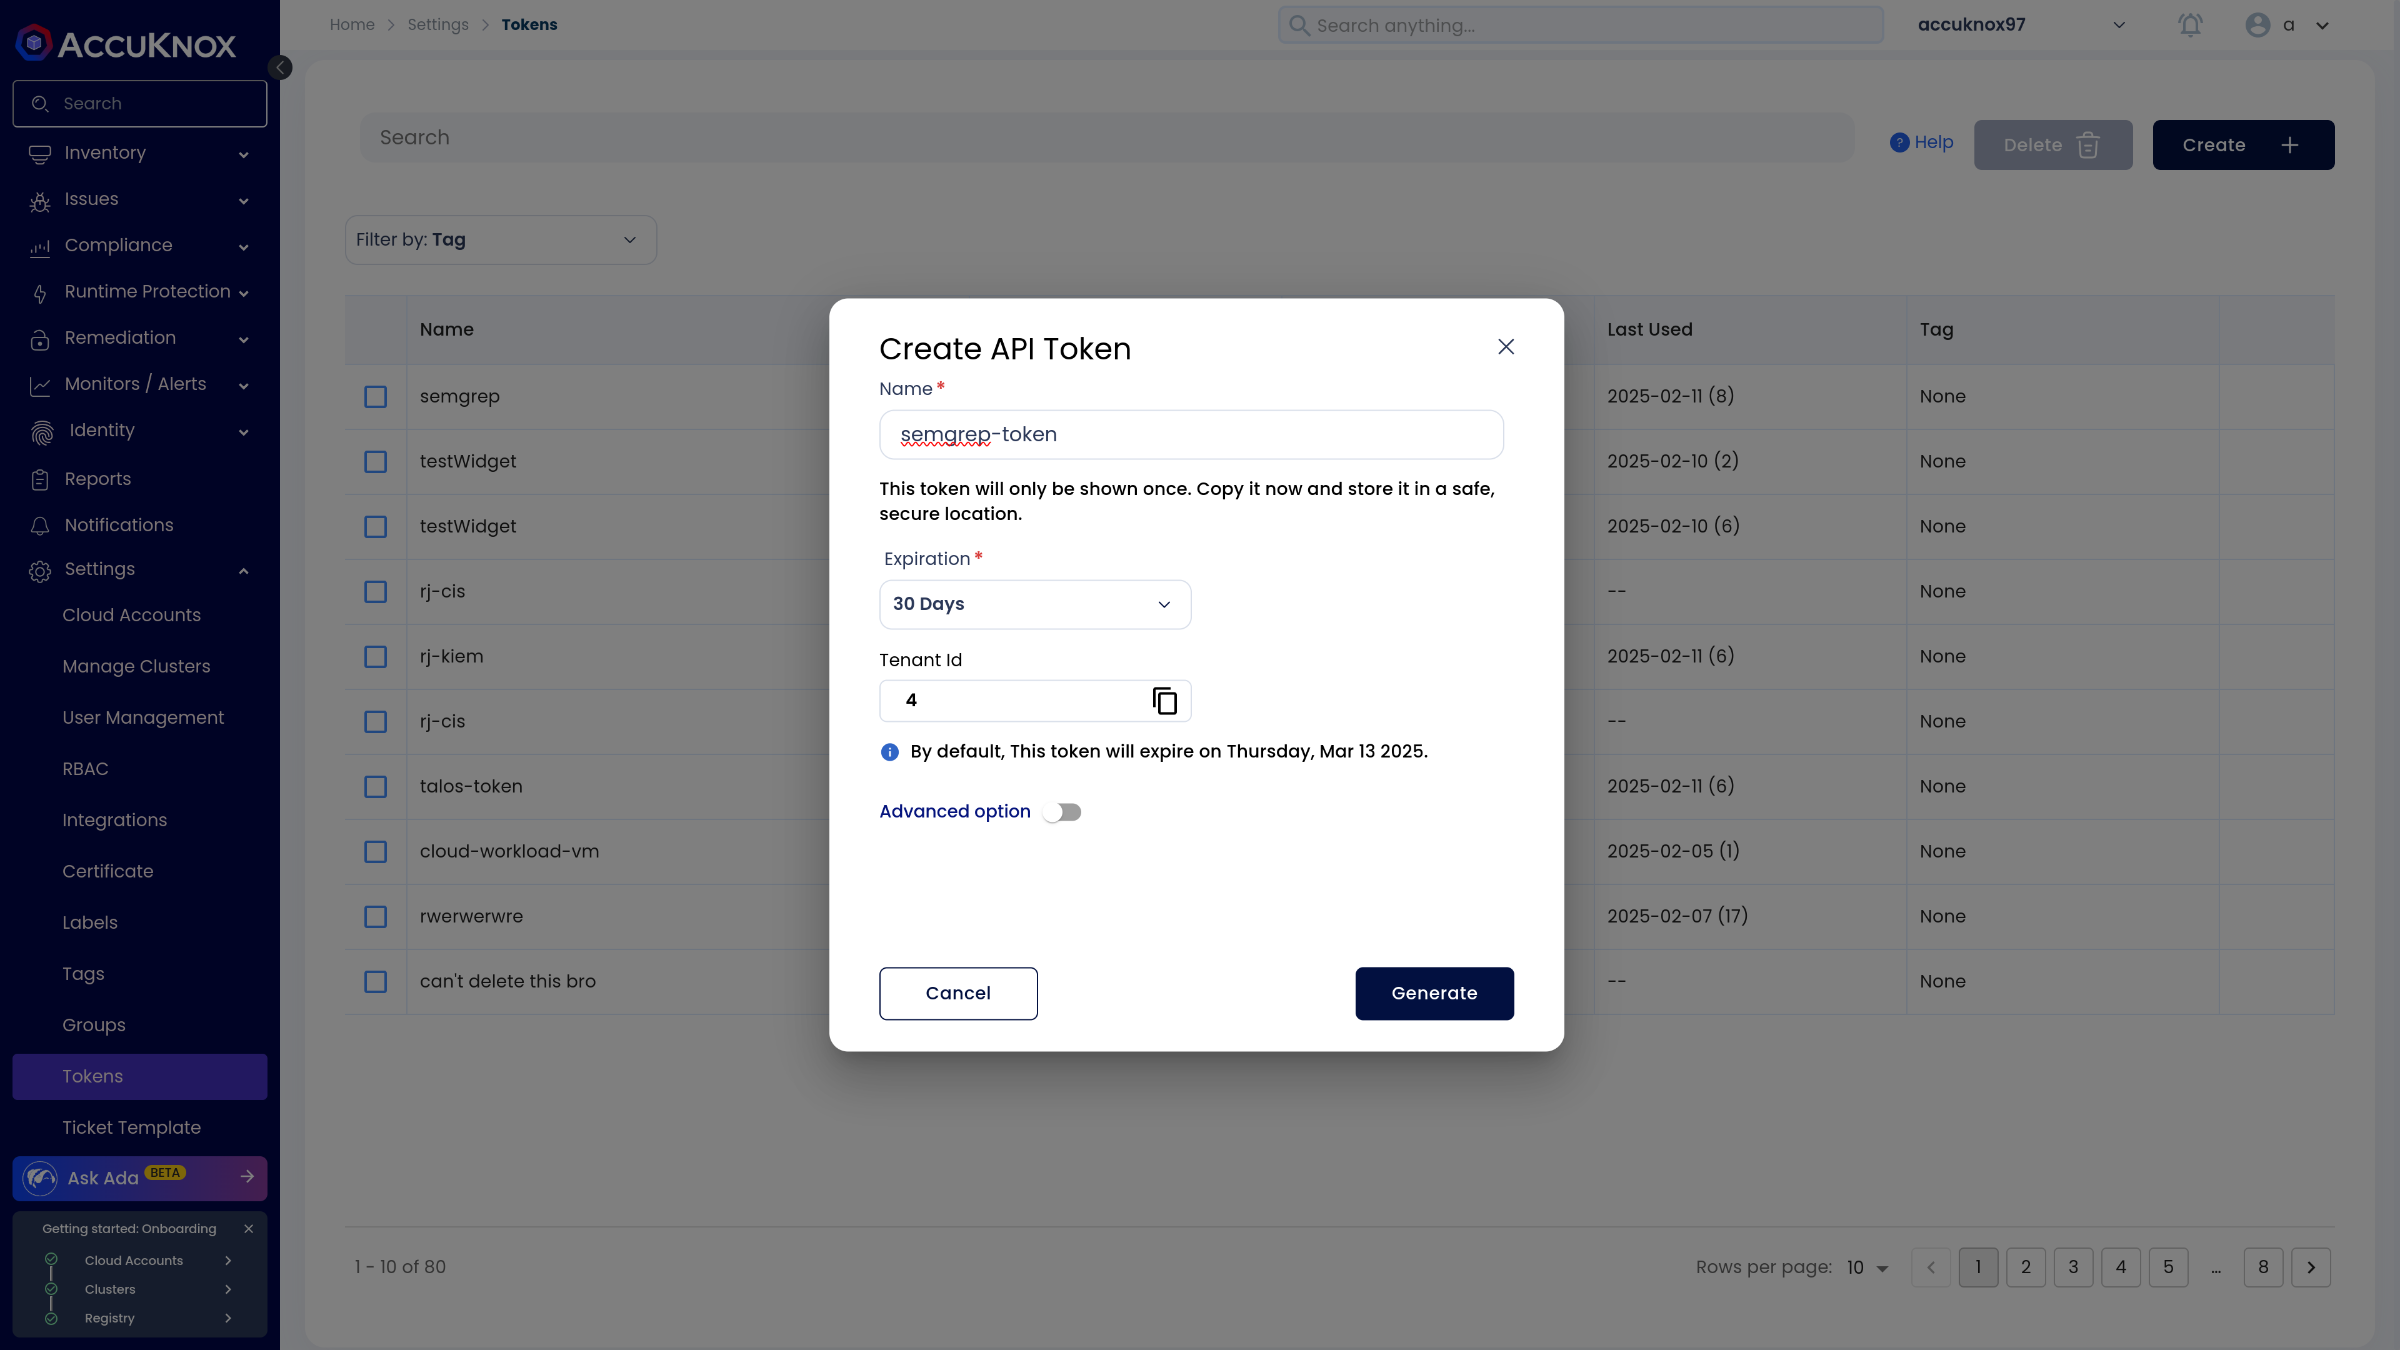 ACCUKNOX
Search
Inventory
Issues
Compliance
Runtime Protection
Remediation
Monitors / Alerts
Identity
Reports
Notifications
Settings
Cloud Accounts
Manage Clusters
User Management
RBAC
Integrations
Certificate
Labels
Tags
Groups
Tokens
Ticket Template
Ask Ada BETA
Getting started: Onboarding
Cloud Accounts
Clusters
Registry
Home > Settings > Tokens
Search anything...
accuknox97
a
Search
? Help
Delete
Create
Filter by: Tag
Name Last Used Tag
semgrep 2025-02-11 (8) None
testWidget 2025-02-10 (2) None
testWidget 2025-02-10 (6) None
rj-cis -- None
rj-kiem 2025-02-11 (6) None
rj-cis -- None
talos-token 2025-02-11 (6) None
cloud-workload-vm 2025-02-05 (1) None
rwerwerwre 2025-02-07 (17) None
can't delete this bro -- None
Create API Token
Name *
semgrep-token
This token will only be shown once. Copy it now and store it in a safe,
secure location.
Expiration *
30 Days
Tenant Id
4
By default, This token will expire on Thursday, Mar 13 2025.
Advanced option
Cancel
Generate
1 - 10 of 80
Rows per page: 10
1 2 3 4 5 ... 8